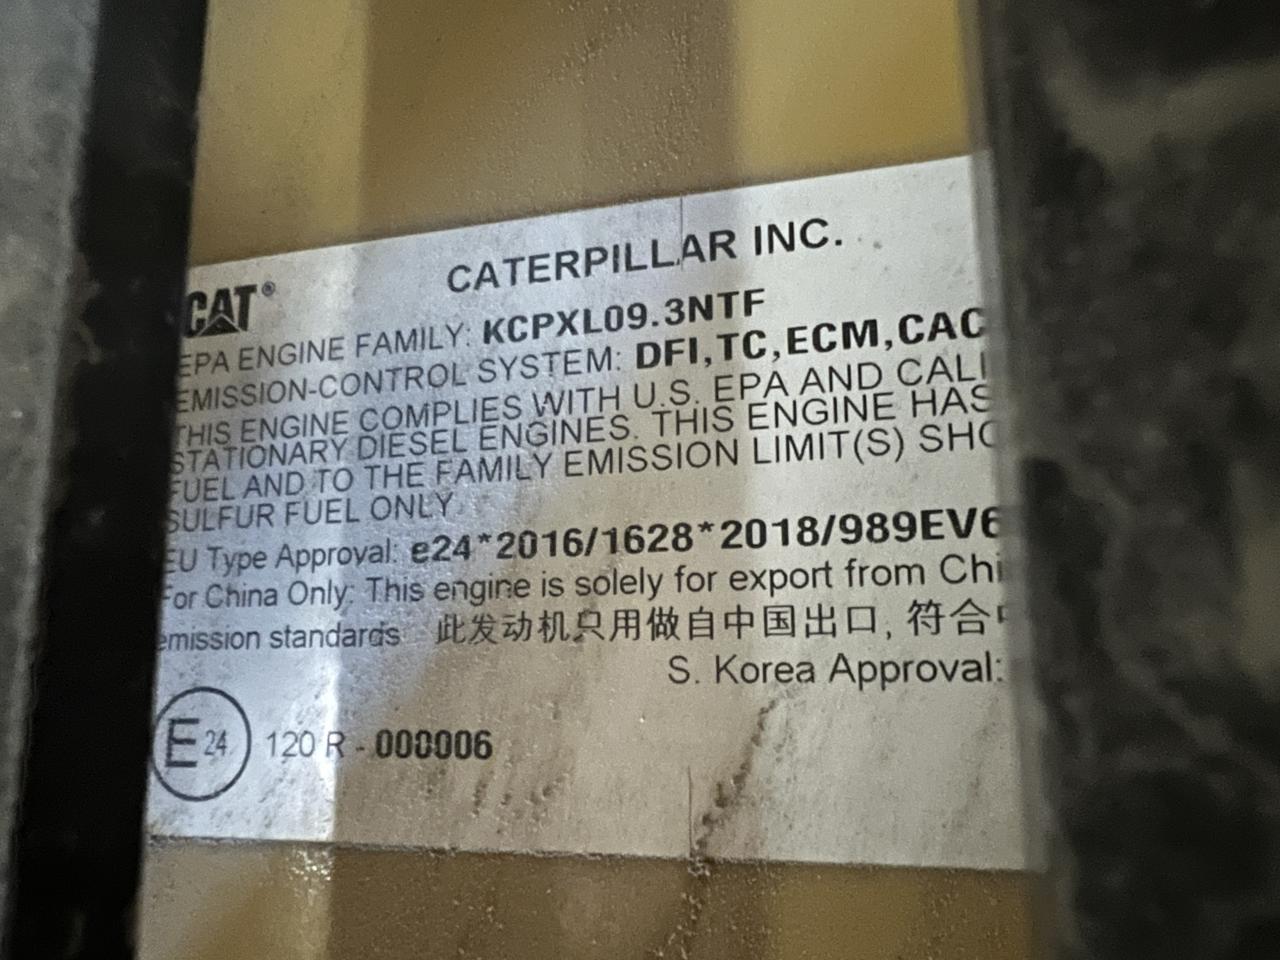 CATERPILLAR INC.
CAT®
EPA ENGINE FAMILY: KCPXL09.3NTF
EMISSION-CONTROL SYSTEM: DFI,TC,ECM,CAC
THIS ENGINE COMPLIES WITH U.S. EPA AND CALI
STATIONARY DIESEL ENGINES. THIS ENGINE HAS
FUEL AND TO THE FAMILY EMISSION LIMIT(S) SHO
SULFUR FUEL ONLY
EU Type Approval: e24*2016/1628*2018/989EV6
For China Only: This engine is solely for export from Chi
emission standards 此发动机只用做自中国出口, 符合
S. Korea Approval:
E 24 120 R - 000006